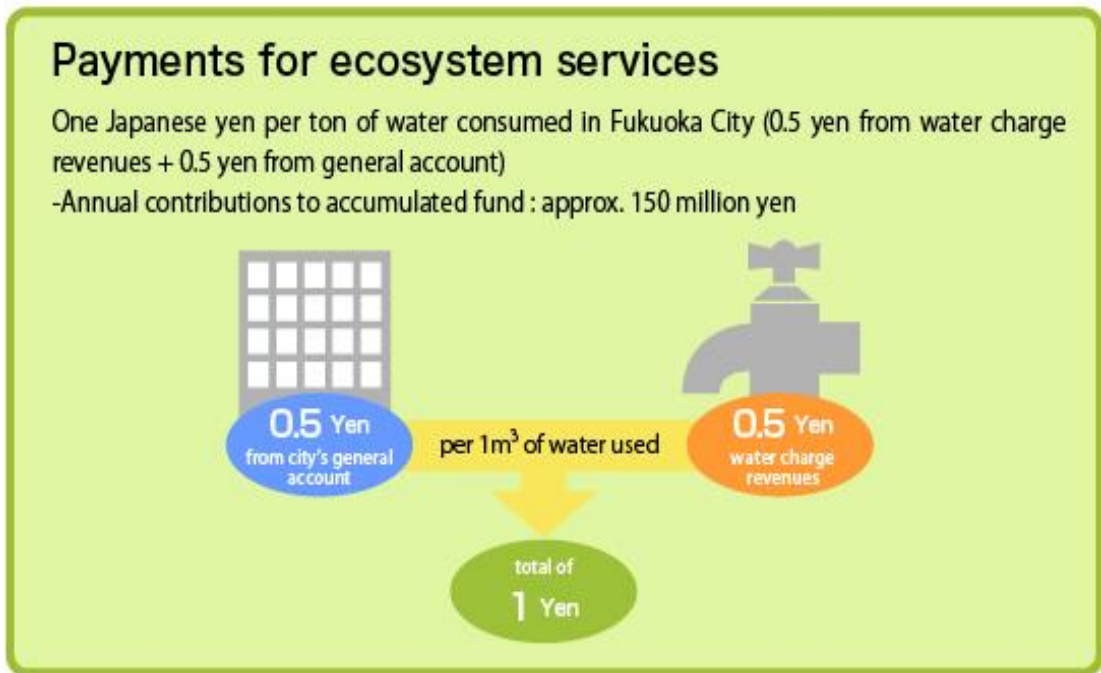 Payments for ecosystem services
One Japanese yen per ton of water consumed in Fukuoka City (0.5 yen from water charge
revenues + 0.5 yen from general account)
-Annual contributions to accumulated fund : approx. 150 million yen
0.5 Yen
from city's general
account
per 1m³ of water used
0.5 Yen
water charge
revenues
total of
1 Yen